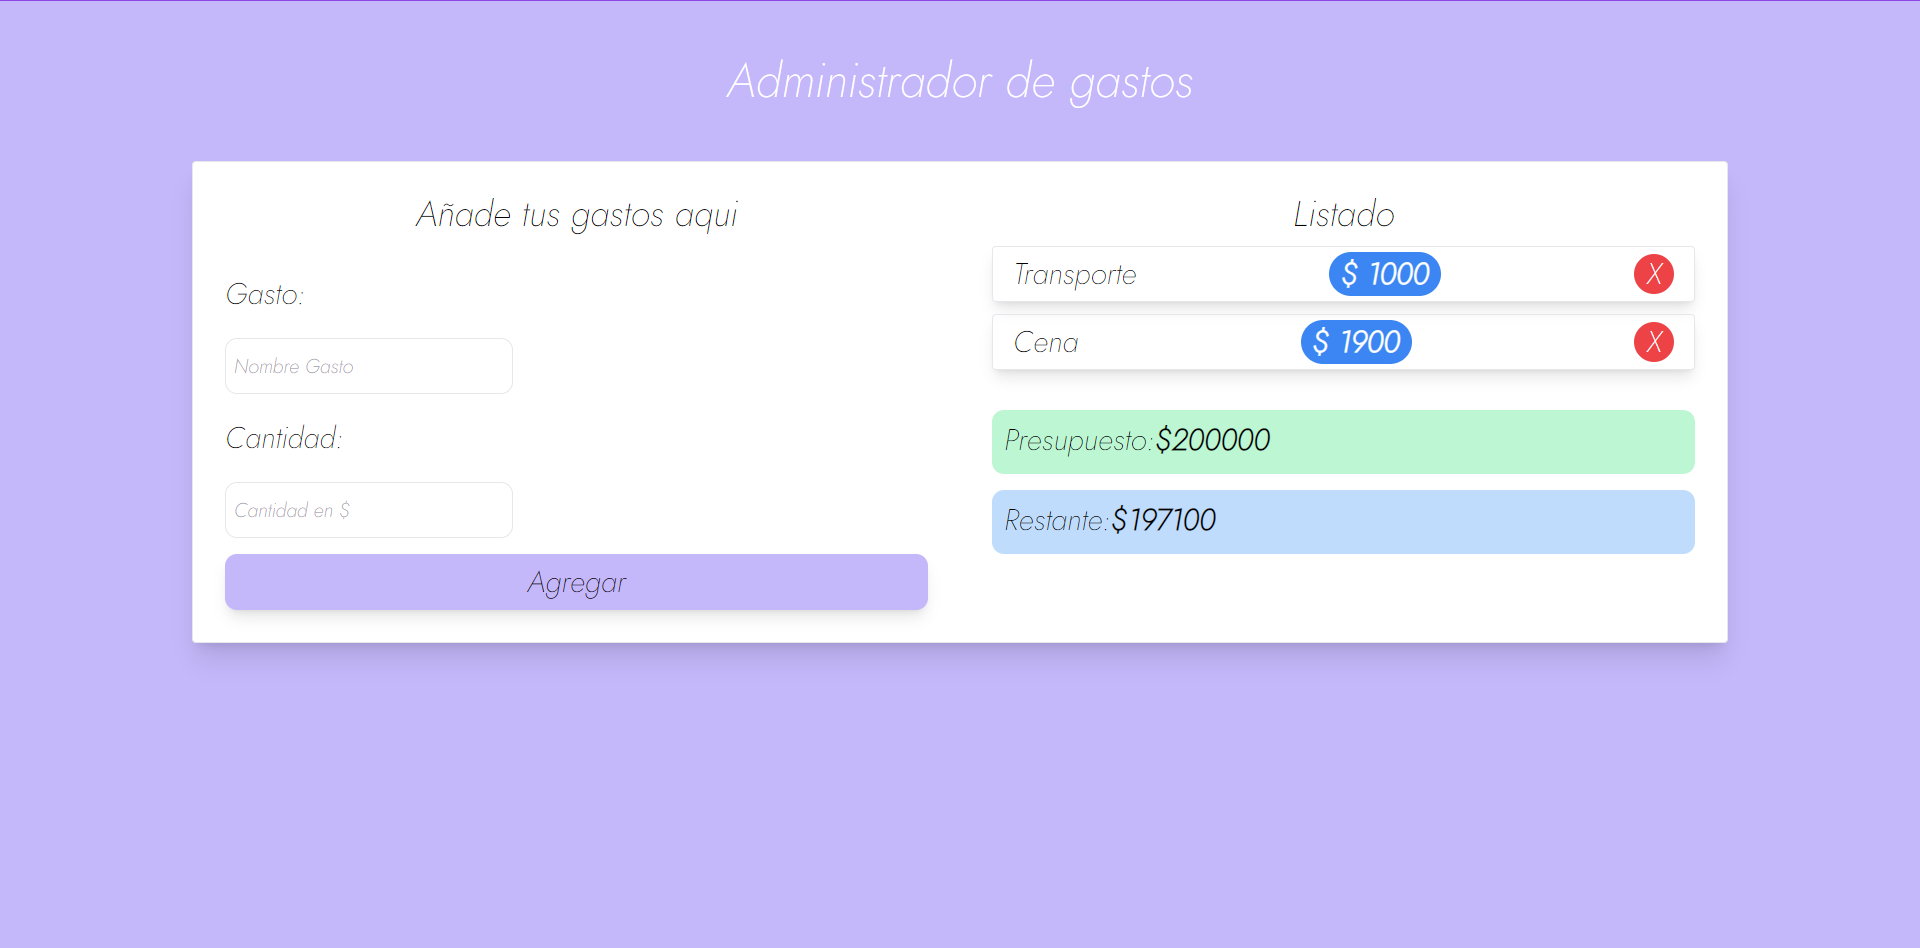 Administrador de gastos
Añade tus gastos aqui
Gasto:
Nombre Gasto
Cantidad:
Cantidad en $
Agregar
Listado
Transporte $ 1000 X
Cena $ 1900 X
Presupuesto:$200000
Restante:$197100